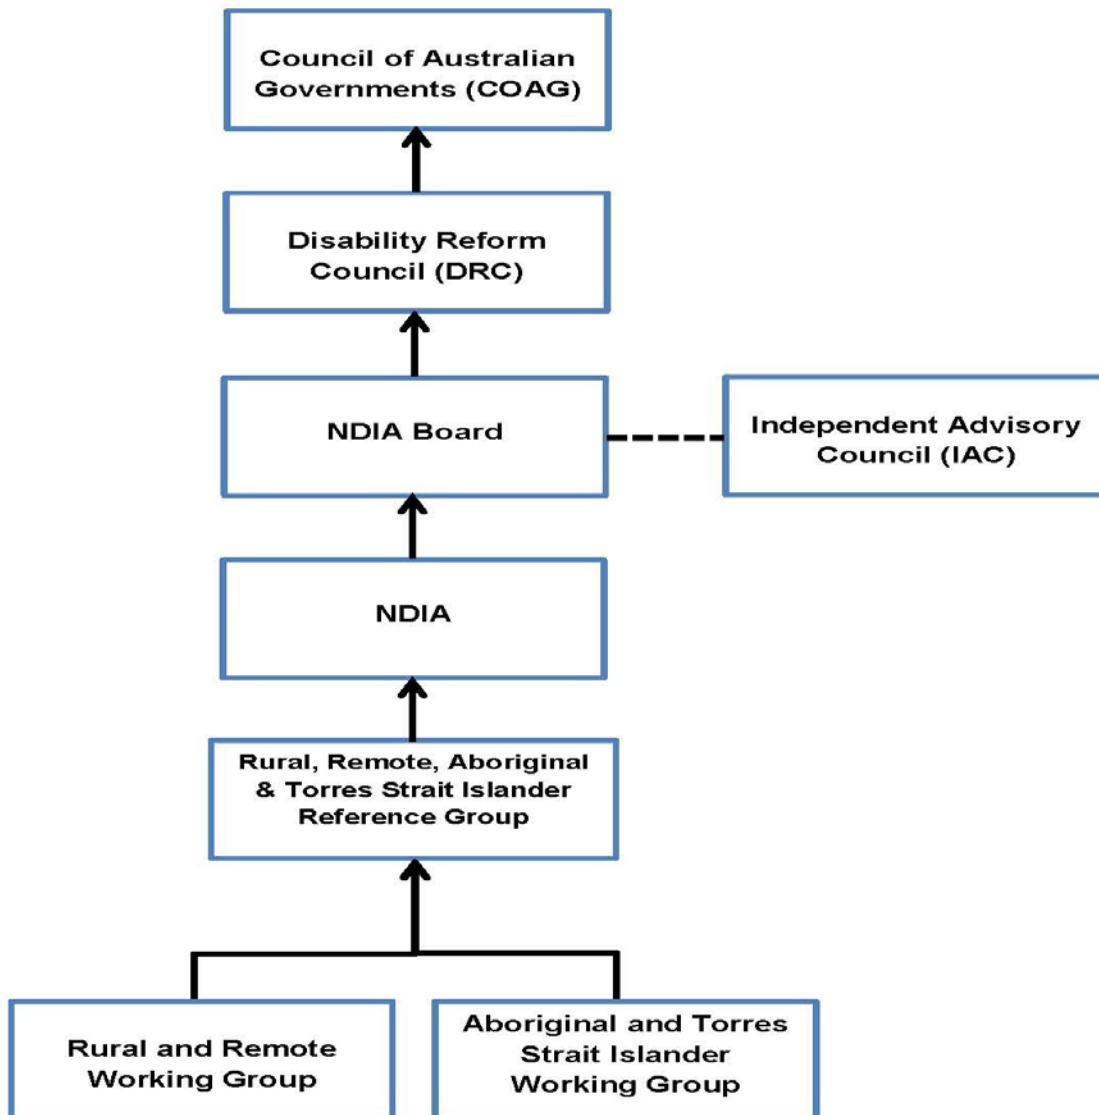 Council of Australian
Governments (COAG)
Disability Reform
Council (DRC)
NDIA Board
Independent Advisory
Council (IAC)
NDIA
Rural, Remote, Aboriginal
& Torres Strait Islander
Reference Group
Rural and Remote
Working Group
Aboriginal and Torres
Strait Islander
Working Group